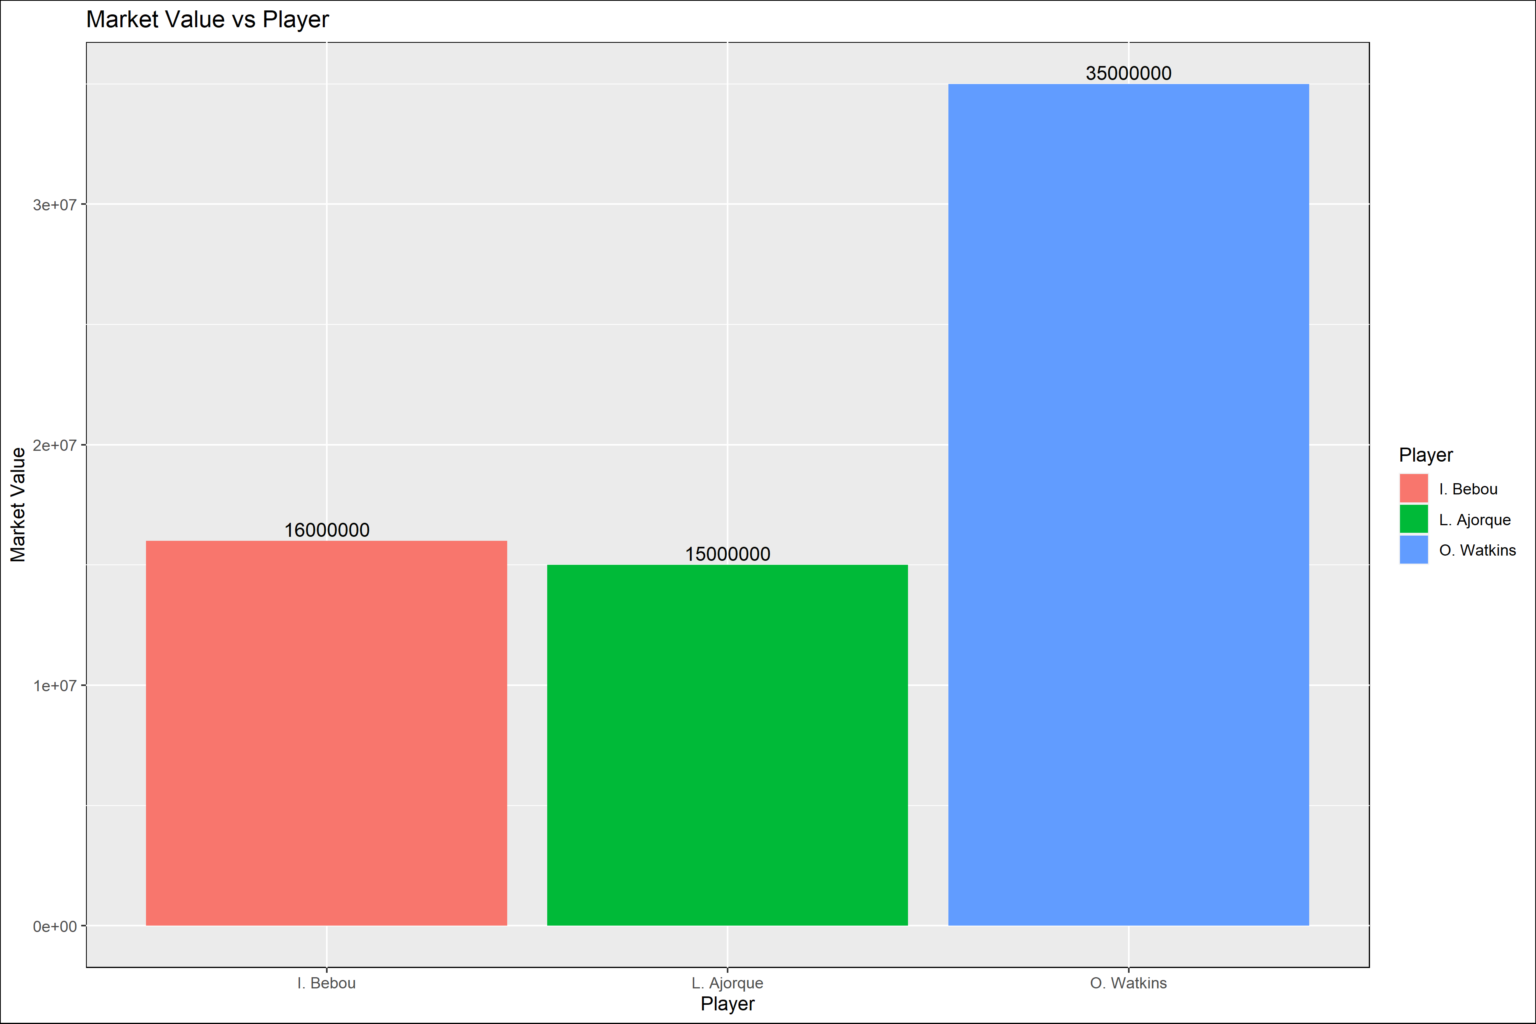 Market Value vs Player
Market Value
3e+07
2e+07
1e+07
0e+00
16000000
15000000
35000000
I. Bebou
L. Ajorque
O. Watkins
Player
Player
I. Bebou
L. Ajorque
O. Watkins